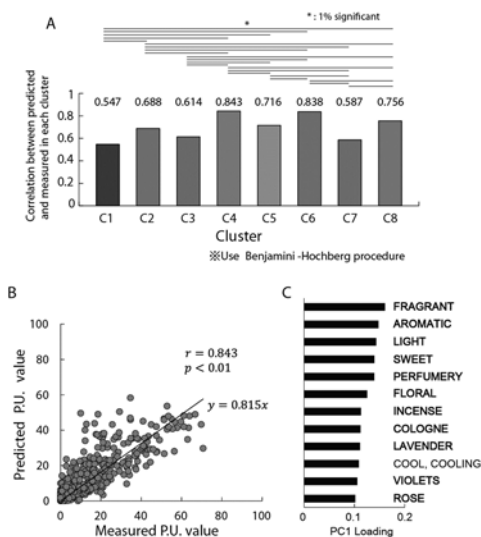 A
* : 1% significant
*
Correlation between predicted
and measured in each cluster
1
0.8
0.6
0.4
0.2
0
0.547 0.688 0.614 0.843 0.716 0.838 0.587 0.756
C1 C2 C3 C4 C5 C6 C7 C8
Cluster
※Use Benjamini -Hochberg procedure
B
Predicted P.U. value
100
80
60
40
20
0
r = 0.843
p < 0.01
y = 0.815x
0 20 40 60 80 100
Measured P.U. value
C
FRAGRANT
AROMATIC
LIGHT
SWEET
PERFUMERY
FLORAL
INCENSE
COLOGNE
LAVENDER
COOL, COOLING
VIOLETS
ROSE
0 0.1 0.2
PC1 Loading